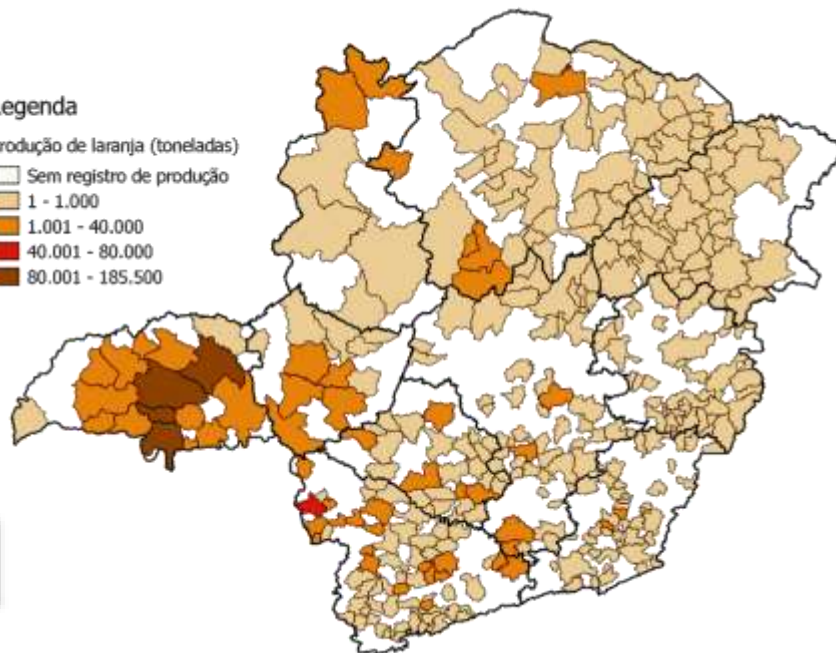 egenda
rodução de laranja (toneladas)
Sem registro de produção
1 - 1.000
1.001 - 40.000
40.001 - 80.000
80.001 - 185.500